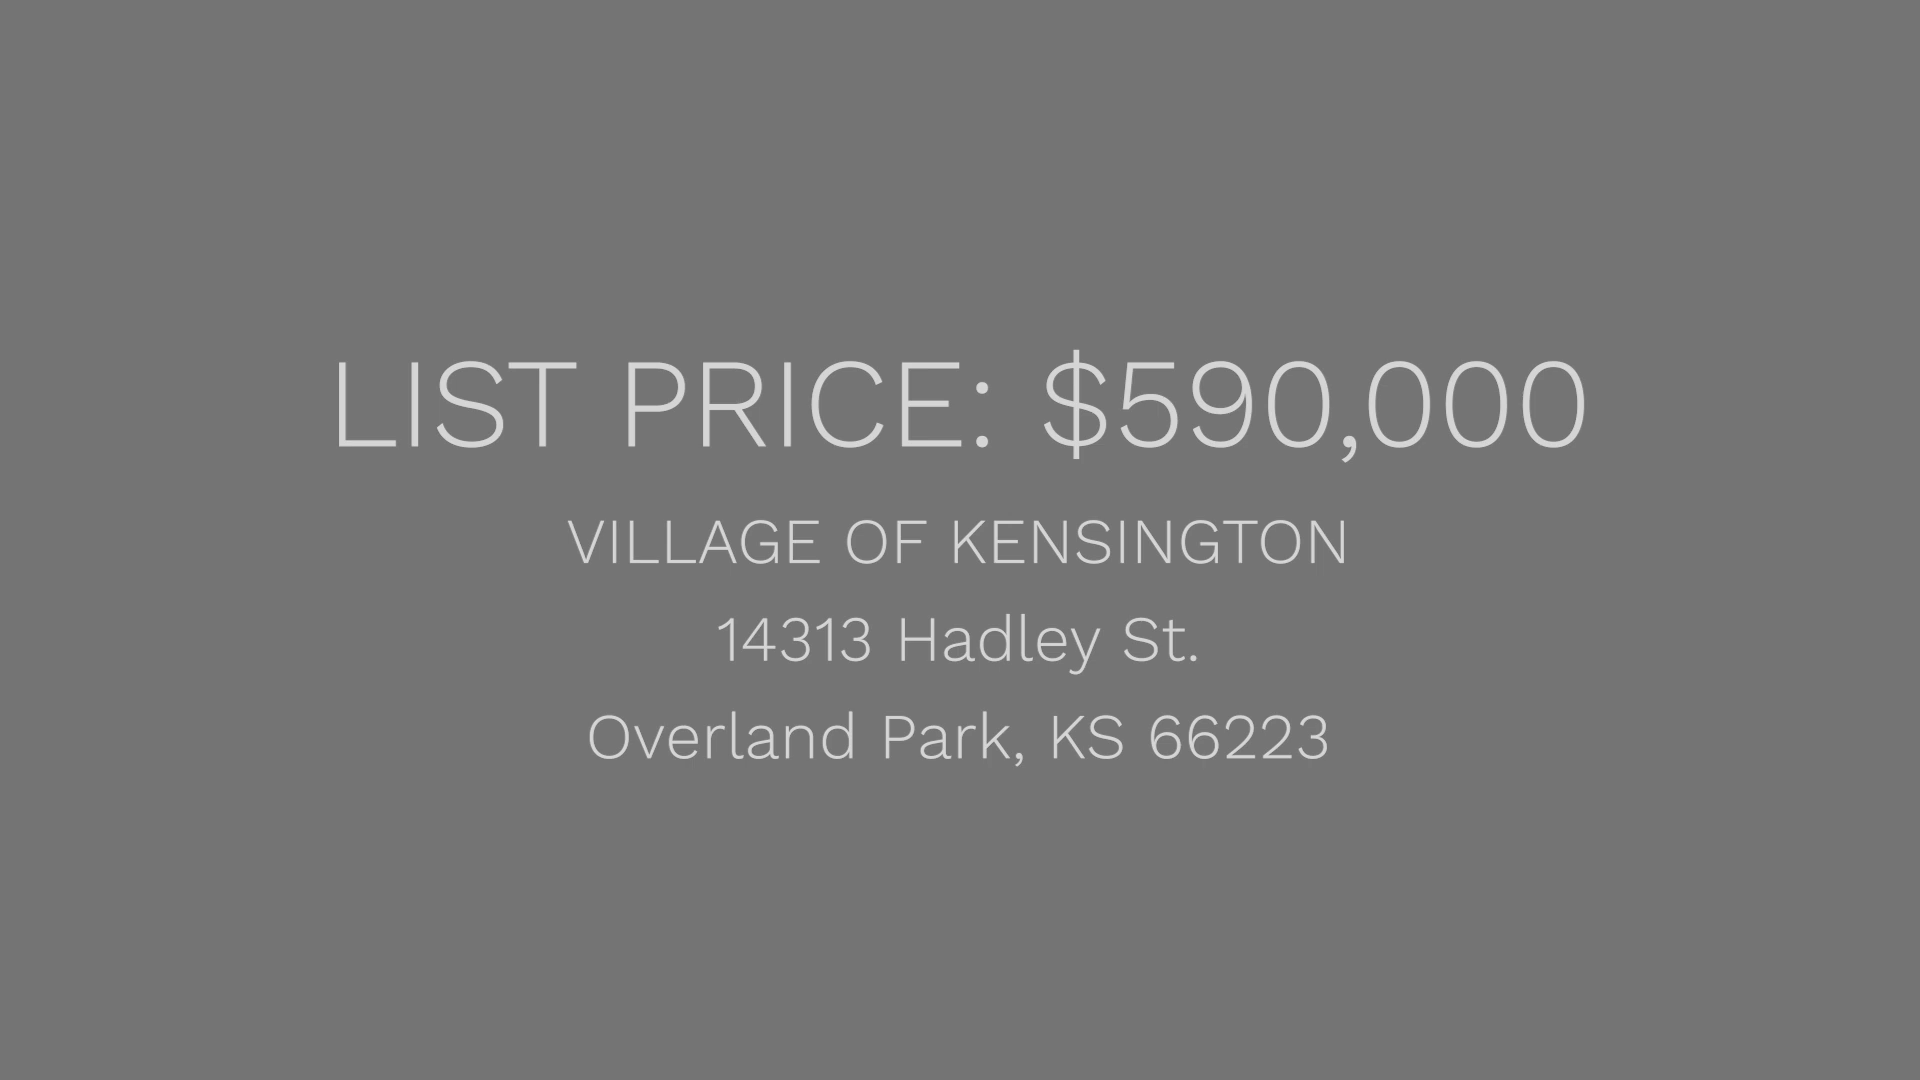 LIST PRICE: $590,000
VILLAGE OF KENSINGTON
14313 Hadley St.
Overland Park, KS 66223